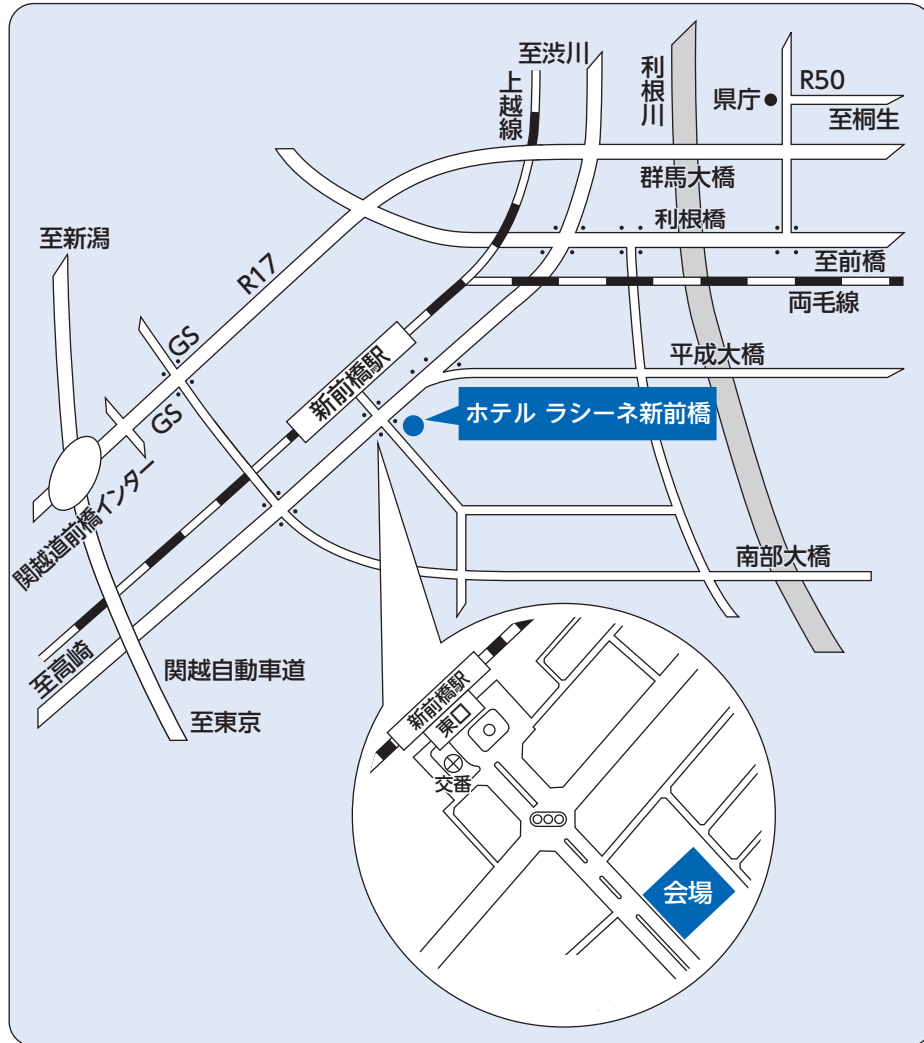 至渋川
上越線
利根川
R50
県庁
至桐生
群馬大橋
利根橋
至新潟
R17
至前橋
両毛線
GS
新前橋駅
平成大橋
GS
ホテル ラシーネ新前橋
関越道前橋インター
南部大橋
至高崎
関越自動車道
至東京
新前橋駅
東口
交番
会場